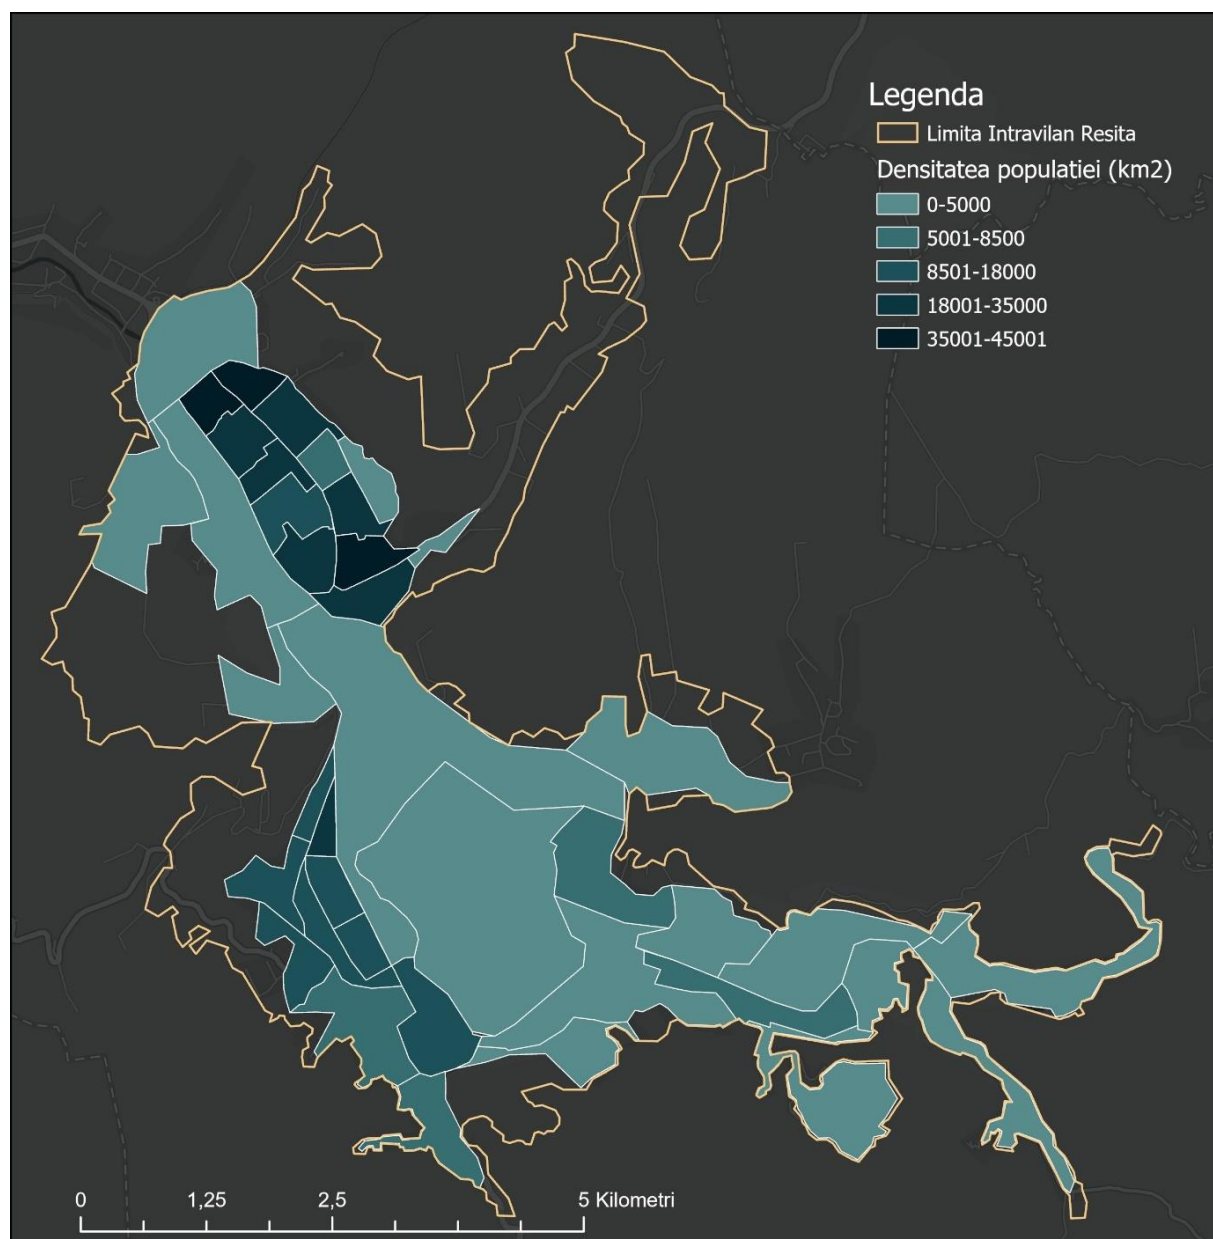 Legenda
Limita Intravilan Resita
Densitatea populatiei (km2)
0-5000
5001-8500
8501-18000
18001-35000
35001-45001
0 1,25 2,5 5 Kilometri